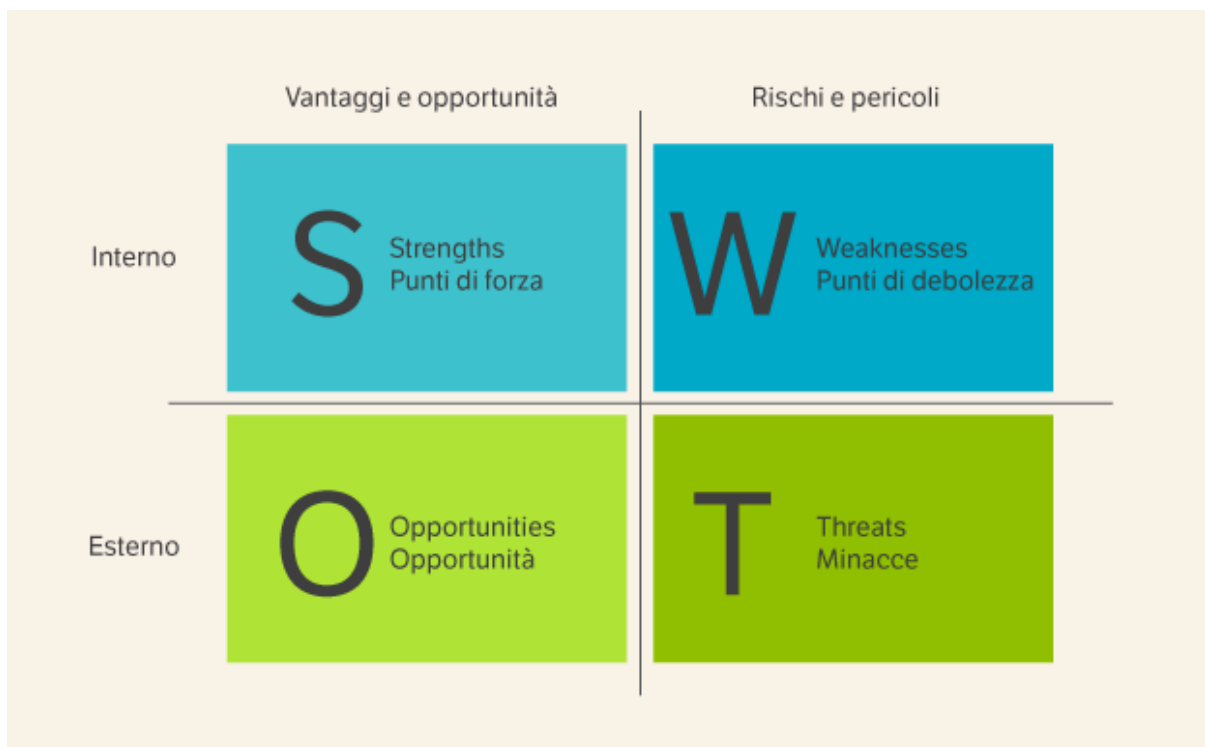 Vantaggi e opportunità
Rischi e pericoli
Interno
S
Strengths
Punti di forza
W
Weaknesses
Punti di debolezza
Esterno
O
Opportunities
Opportunità
T
Threats
Minacce